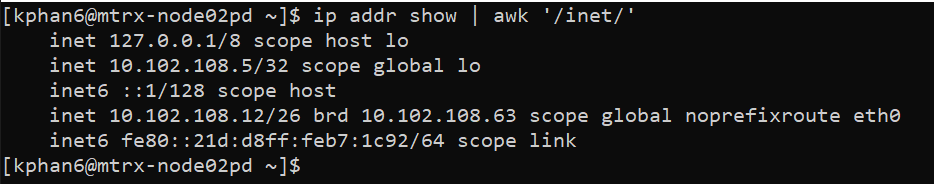 [kphan6@mtrx-node02pd ~]$ ip addr show | awk '/inet/'
    inet 127.0.0.1/8 scope host lo
    inet 10.102.108.5/32 scope global lo
    inet6 ::1/128 scope host
    inet 10.102.108.12/26 brd 10.102.108.63 scope global noprefixroute eth0
    inet6 fe80::21d:d8ff:feb7:1c92/64 scope link
[kphan6@mtrx-node02pd ~]$